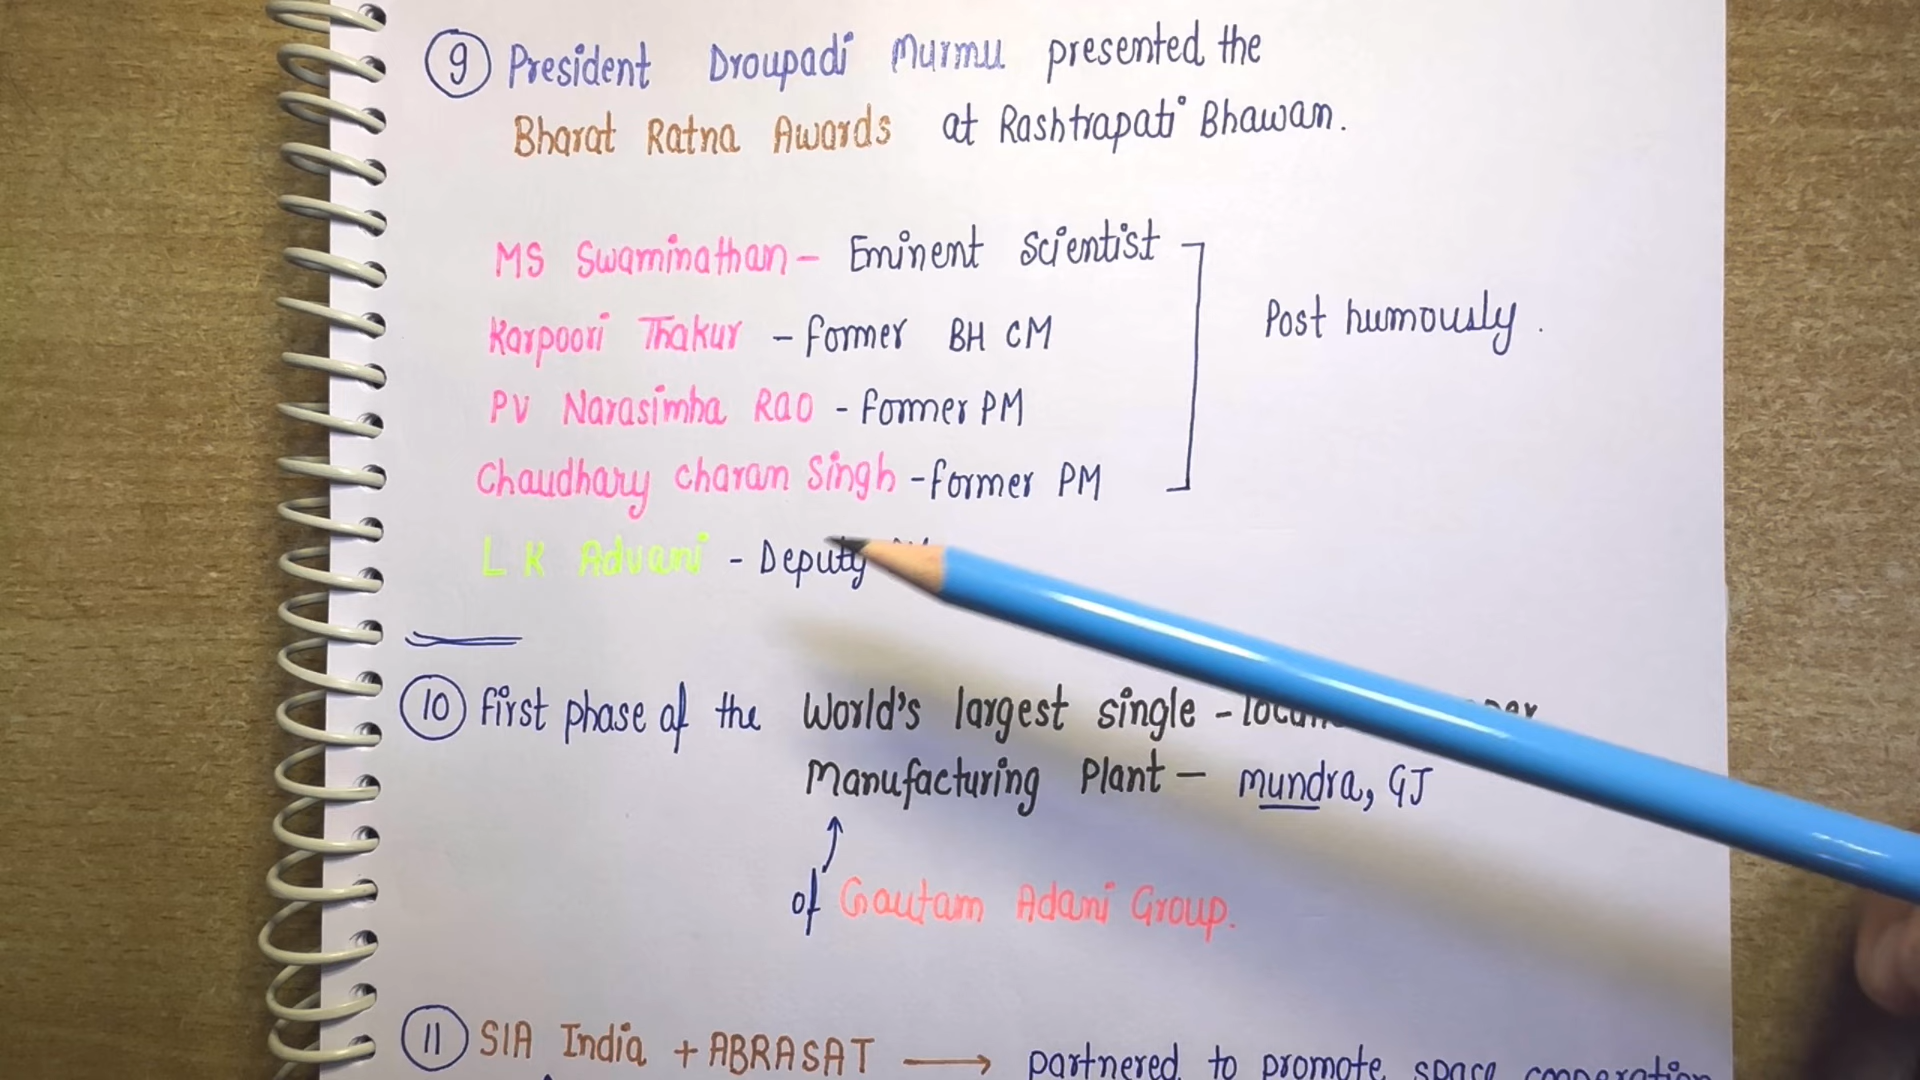 9 President Droupadi Murmu presented the
Bharat Ratna Awards at Rashtrapati Bhawan.
MS Swaminathan - Eminent Scientist
Karpoori Thakur - Former BH CM
Post humously.
PV Narasimha Rao - Former PM
Chaudhary Charan Singh - Former PM
L K Advani - Deputy
10 First phase of the World's largest single -
Manufacturing Plant - Mundra, GJ
of Gautam Adani Group.
11 SIA India + ABRASAT → partnered to promote space cooperation